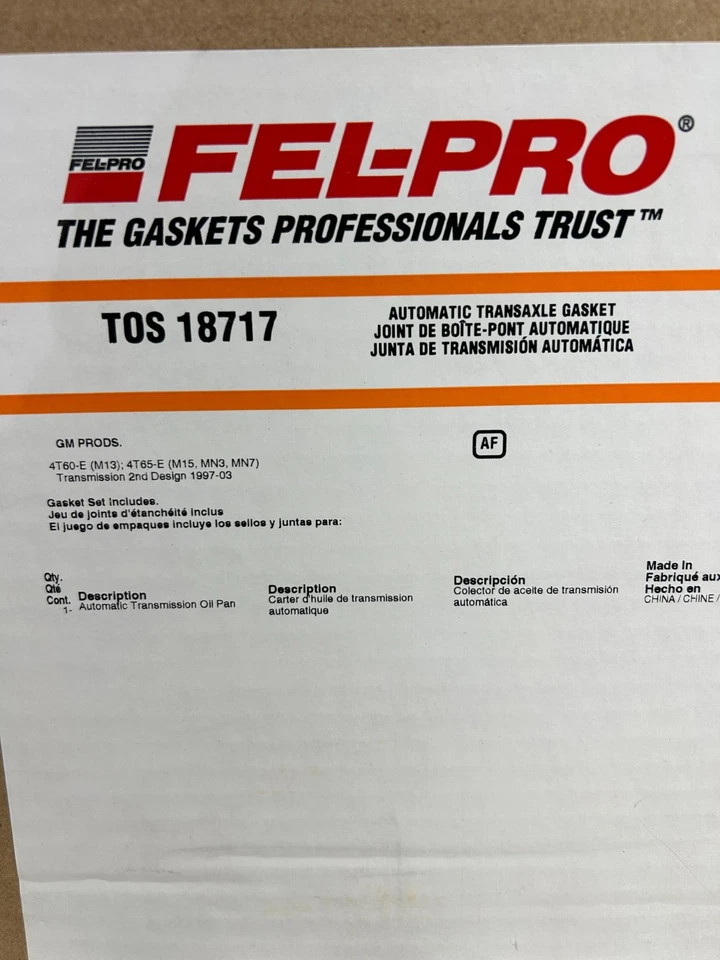 FEL-PRO
FEL-PRO®
THE GASKETS PROFESSIONALS TRUST™
TOS 18717
AUTOMATIC TRANSAXLE GASKET
JOINT DE BOÎTE-PONT AUTOMATIQUE
JUNTA DE TRANSMISIÓN AUTOMÁTICA
GM PRODS.
AF
4T60-E (M13); 4T65-E (M15, MN3, MN7)
Transmission 2nd Design 1997-03
Gasket Set Includes.
Jeu de joints d'étanchéité inclus
El juego de empaques incluye los sellos y juntas para:
Qty.
Qté
Cont.
1-
Description
Automatic Transmission Oil Pan
Description
Carter d'huile de transmission
automatique
Descripción
Colector de aceite de transmisión
automática
Made In
Fabriqué aux
Hecho en
CHINA / CHINE /